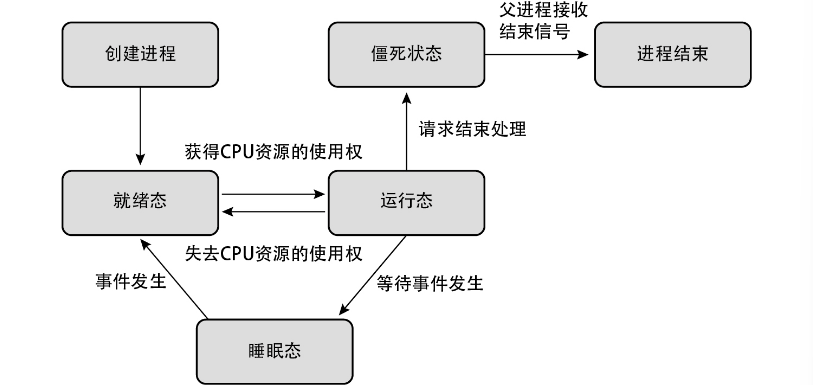 父进程接收
结束信号
创建进程
僵死状态
进程结束
请求结束处理
获得CPU资源的使用权
就绪态
运行态
失去CPU资源的使用权
事件发生
等待事件发生
睡眠态